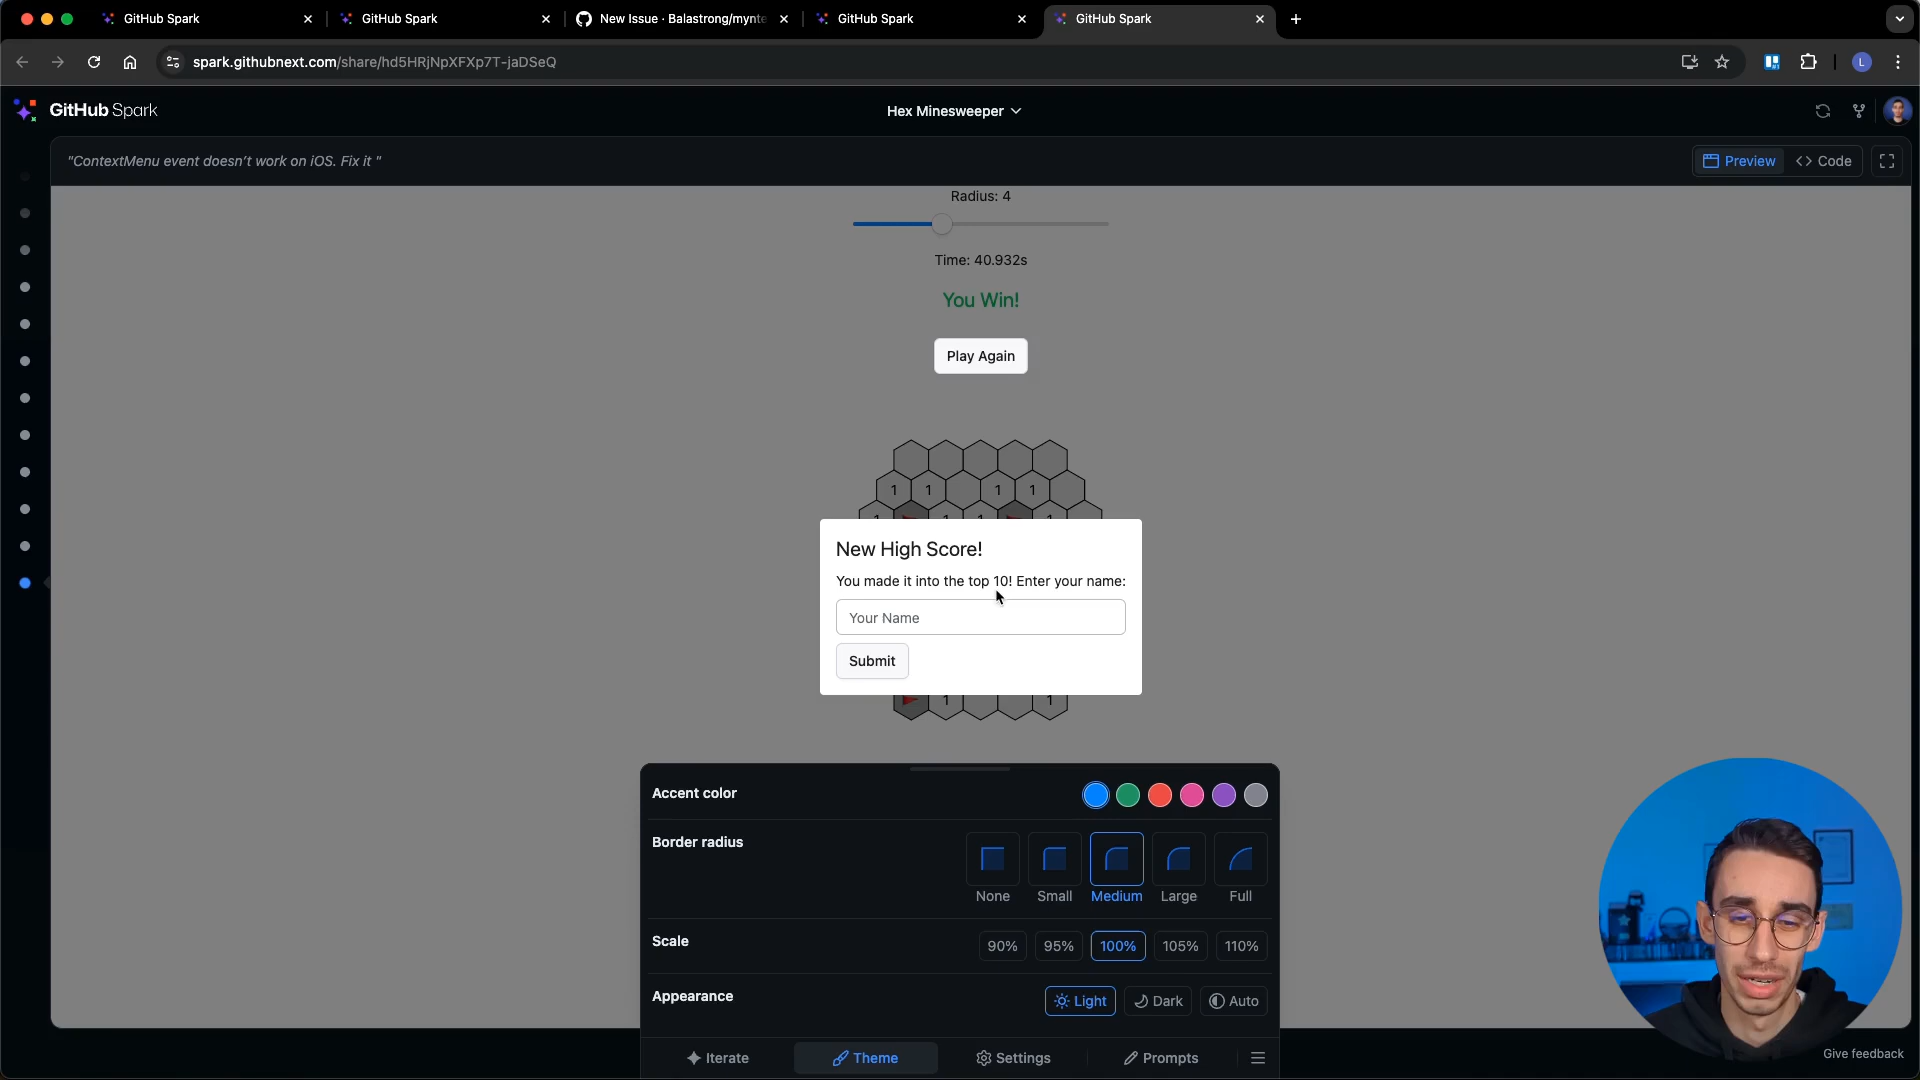 GitHub Spark
GitHub Spark
New Issue · Balastrong/mynte
GitHub Spark
GitHub Spark
spark.githubnext.com/share/hd5HRjNpXFXp7T-jaDSeQ
L
GitHub Spark
Hex Minesweeper
"ContextMenu event doesn't work on iOS. Fix it "
Preview
Code
Radius: 4
Time: 40.932s
You Win!
Play Again
1 1 1 1
1 1 1 1
New High Score!
You made it into the top 10! Enter your name:
Your Name
Submit
1 1
Accent color
Border radius
None Small Medium Large Full
Scale
90% 95% 100% 105% 110%
Appearance
Light Dark Auto
Iterate Theme Settings Prompts
Give feedback